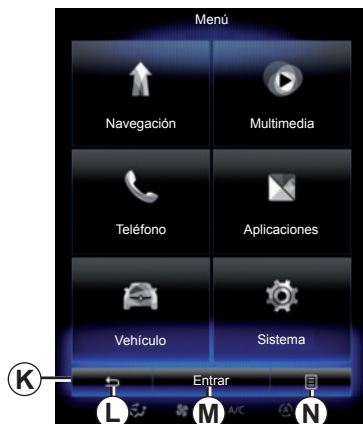 Menú
Navegación Multimedia
Teléfono Aplicaciones
Vehículo Sistema
K
Entrar
L M A/C N